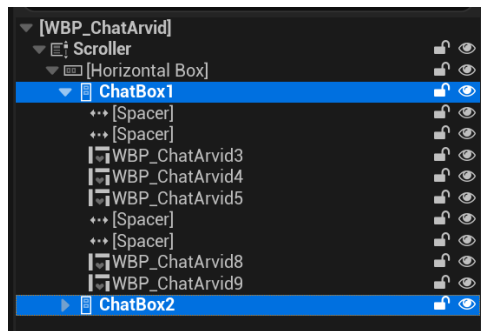 [WBP_ChatArvid]
Scroller
[Horizontal Box]
ChatBox1
[Spacer]
[Spacer]
WBP_ChatArvid3
WBP_ChatArvid4
WBP_ChatArvid5
[Spacer]
[Spacer]
WBP_ChatArvid8
WBP_ChatArvid9
ChatBox2